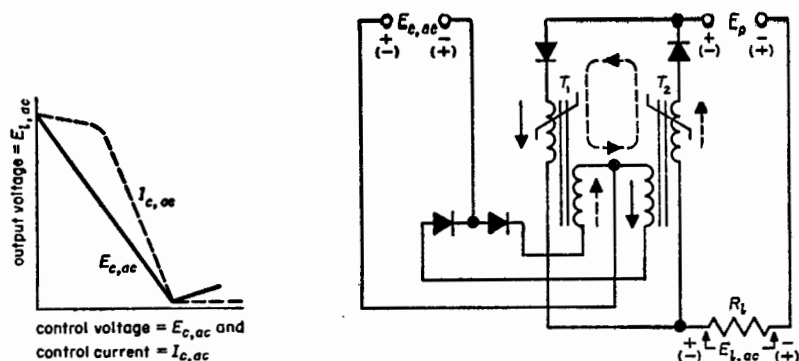 output voltage = E_l,ac
I_c,ac
E_c,ac
control voltage = E_c,ac and
control current = I_c,ac
E_c,ac
+ −
(−) (+)
E_p
+ −
(−) (+)
T_1
T_2
R_l
+ −
(−) E_l,ac (+)